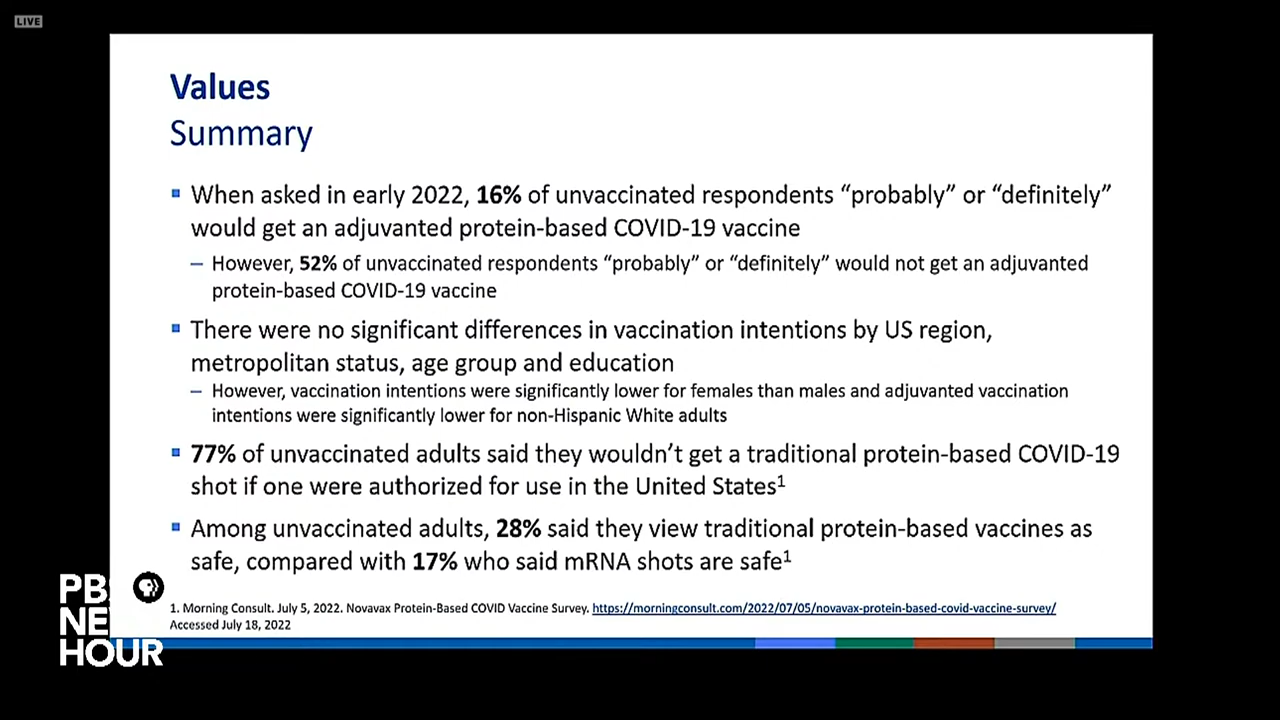 LIVE
Values
Summary
▪ When asked in early 2022, 16% of unvaccinated respondents “probably” or “definitely”
would get an adjuvanted protein-based COVID-19 vaccine
– However, 52% of unvaccinated respondents “probably” or “definitely” would not get an adjuvanted
protein-based COVID-19 vaccine
▪ There were no significant differences in vaccination intentions by US region,
metropolitan status, age group and education
– However, vaccination intentions were significantly lower for females than males and adjuvanted vaccination
intentions were significantly lower for non-Hispanic White adults
▪ 77% of unvaccinated adults said they wouldn’t get a traditional protein-based COVID-19
shot if one were authorized for use in the United States¹
▪ Among unvaccinated adults, 28% said they view traditional protein-based vaccines as
safe, compared with 17% who said mRNA shots are safe¹
1. Morning Consult. July 5, 2022. Novavax Protein-Based COVID Vaccine Survey. https://morningconsult.com/2022/07/05/novavax-protein-based-covid-vaccine-survey/
Accessed July 18, 2022
PB
NE
HOUR